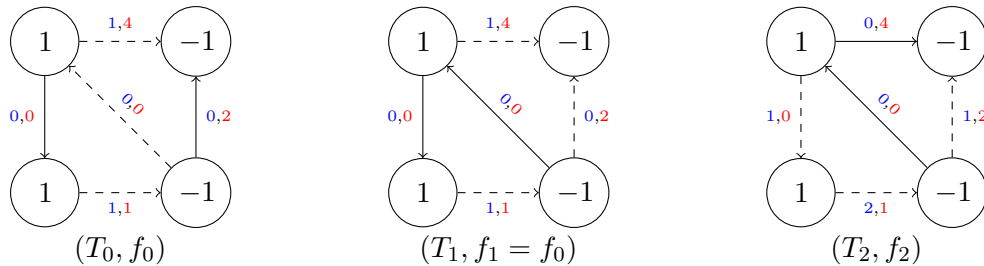 1 1,4 −1 1 1,4 −1 1 0,4 −1
0,0 0,0 0,2 0,0 0,0 0,2 1,0 0,0 1,2
1 1,1 −1 1 1,1 −1 1 2,1 −1
(T₀, f₀) (T₁, f₁ = f₀) (T₂, f₂)